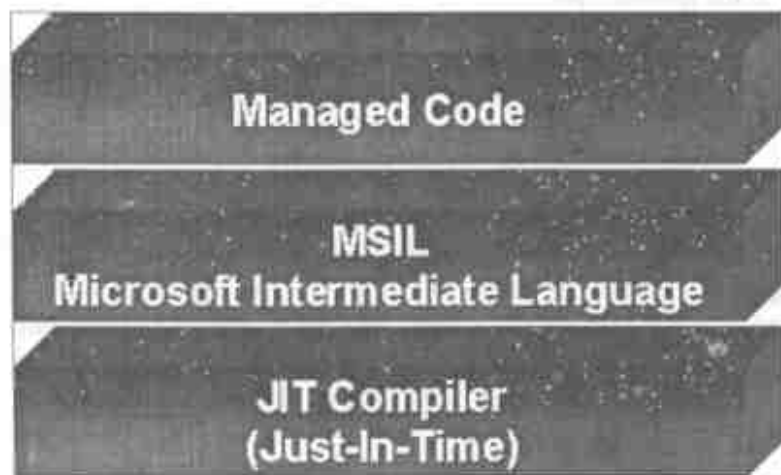 Managed Code
MSIL
Microsoft Intermediate Language
JIT Compiler
(Just-In-Time)